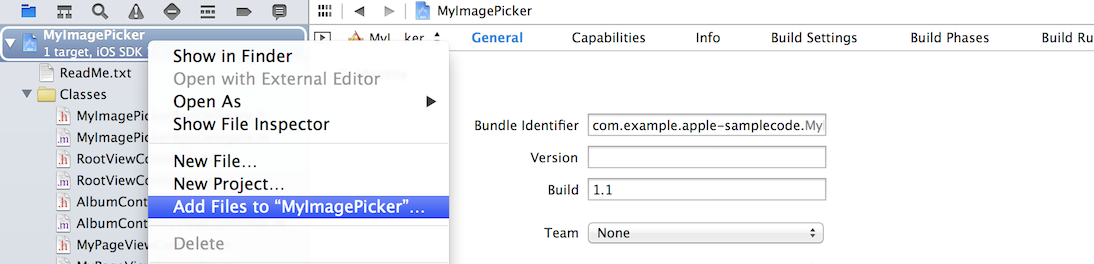 MyImagePicker
MyImagePicker
1 target, iOS SDK
ReadMe.txt
Classes
h MyImagePic
m MyImagePic
h RootViewCo
m RootViewCo
h AlbumCont
m AlbumCont
h MyPageView
Show in Finder
Open with External Editor
Open As
Show File Inspector
New File…
New Project…
Add Files to “MyImagePicker”…
Delete
MyI...ker
General
Capabilities
Info
Build Settings
Build Phases
Build Ru
Bundle Identifier com.example.apple-samplecode.My
Version
Build 1.1
Team None